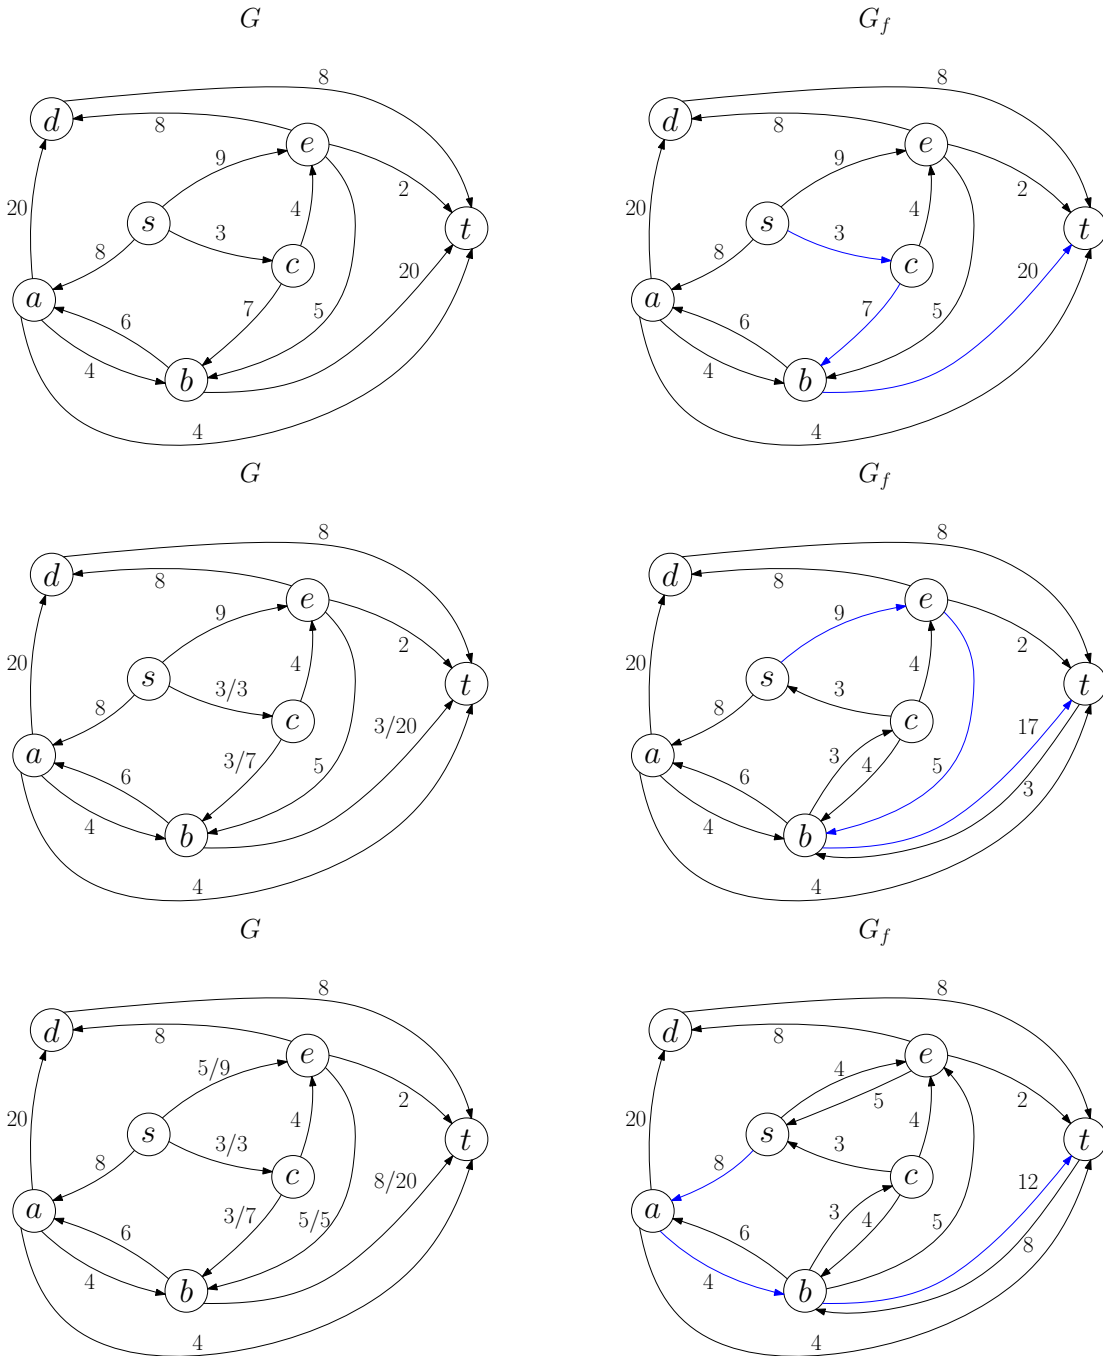 G G_f
8 8
d d
8 e 8 e
9 9
20 4 2 20 4 2
s 3 t s 3 t
8 c 20 8 c 20
a 6 7 5 a 6 7 5
4 b 4 b
4 4
G G_f
8 8
d d
8 e 8 e
9 9
20 4 2 20 4 2
s 3/3 t s 3 t
8 c 3/20 8 c 17
a 6 3/7 5 a 6 3 4 5 3
4 b 4 b
4 4
G G_f
8 8
d d
8 e 8 e
5/9 4
20 4 2 20 5 4 2
s 3/3 t s 3 t
8 c 8/20 8 c 12
a 6 3/7 5/5 a 6 3 4 5 8
4 b 4 b
4 4